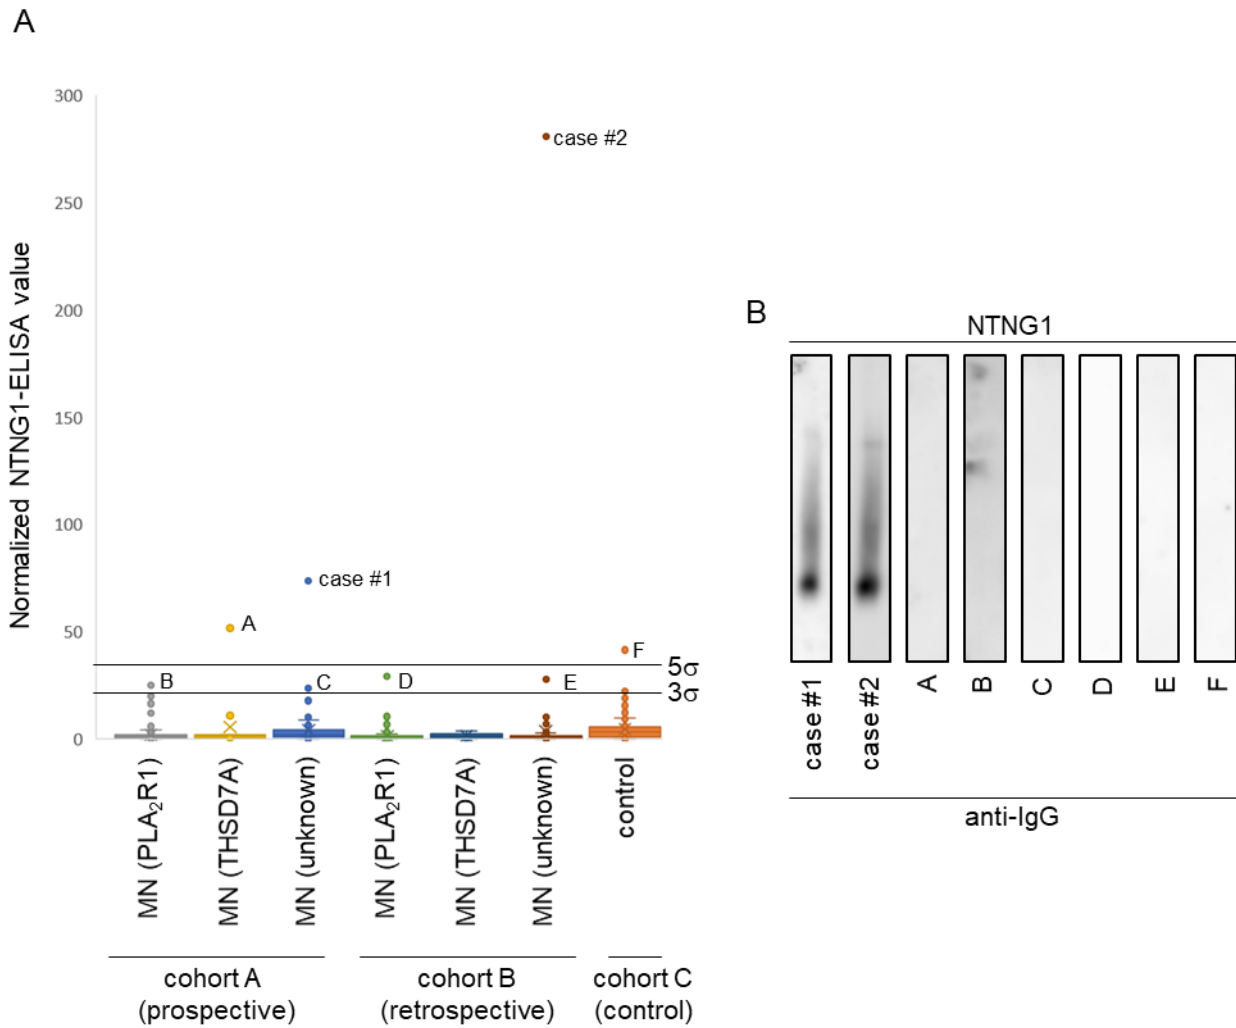 A
Normalized NTNG1-ELISA value
300
250
200
150
100
50
0
case #2
case #1
A
B
C
D
E
F
5σ
3σ
MN (PLA₂R1)
MN (THSD7A)
MN (unknown)
MN (PLA₂R1)
MN (THSD7A)
MN (unknown)
control
cohort A
(prospective)
cohort B
(retrospective)
cohort C
(control)
B
NTNG1
case #1
case #2
A
B
C
D
E
F
anti-IgG